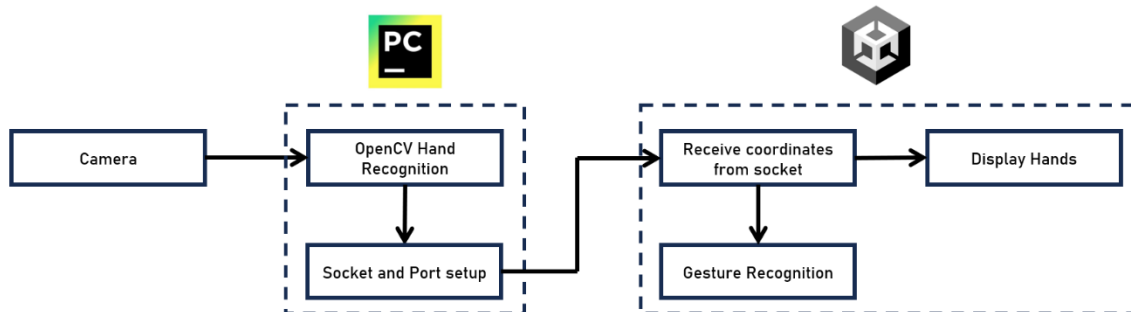 PC
Camera
OpenCV Hand
Recognition
Socket and Port setup
Receive coordinates
from socket
Display Hands
Gesture Recognition